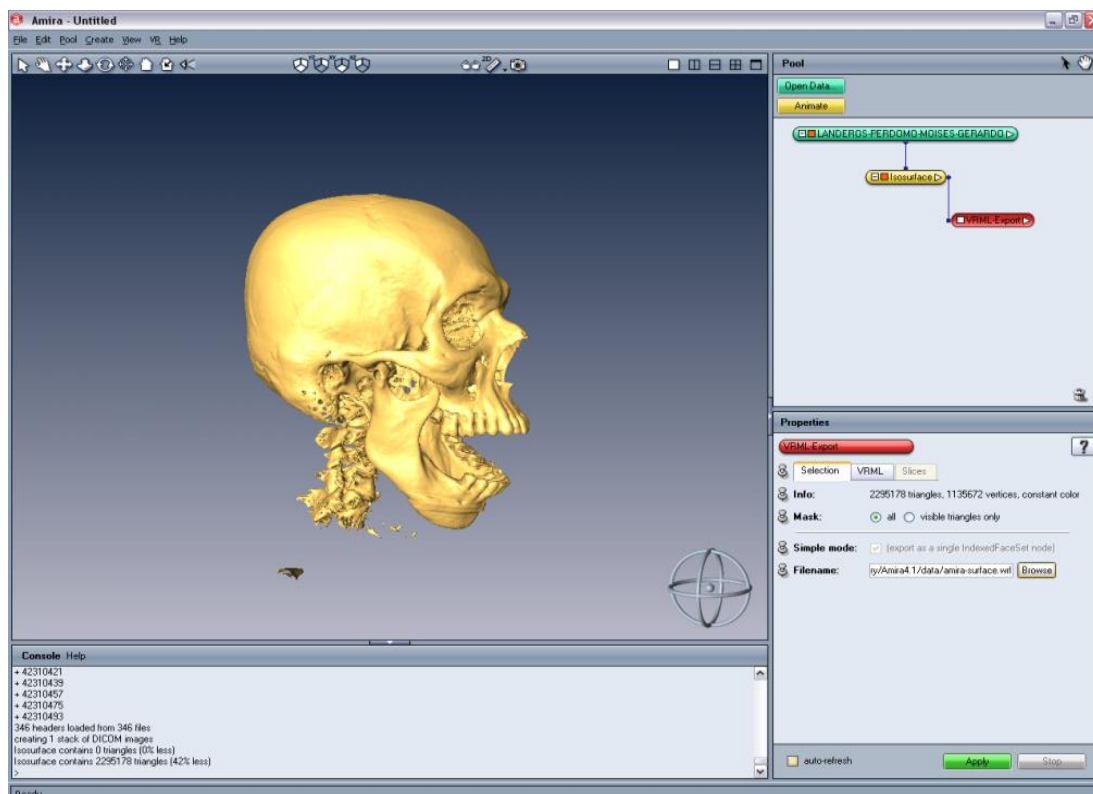 Amira - Untitled
File Edit Pool Create View VR Help
2D
Pool
Open Data...
Animate
LANDEROS-PERDOMO-MOISES-GERARDO
Isosurface
VRML-Export
Properties
VRML-Export
?
Selection VRML Slices
Info: 2295178 triangles, 1135672 vertices, constant color
Mask: all visible triangles only
Simple mode: (export as a single IndexedFaceSet node)
Filename: ry/Amira4.1/data/amira-surface.wrl Browse
auto-refresh Apply Stop
Console Help
+ 42310421
+ 42310439
+ 42310457
+ 42310475
+ 42310493
346 headers loaded from 346 files
creating 1 stack of DICOM images
Isosurface contains 0 triangles (0% less)
Isosurface contains 2295178 triangles (42% less)
>
Ready